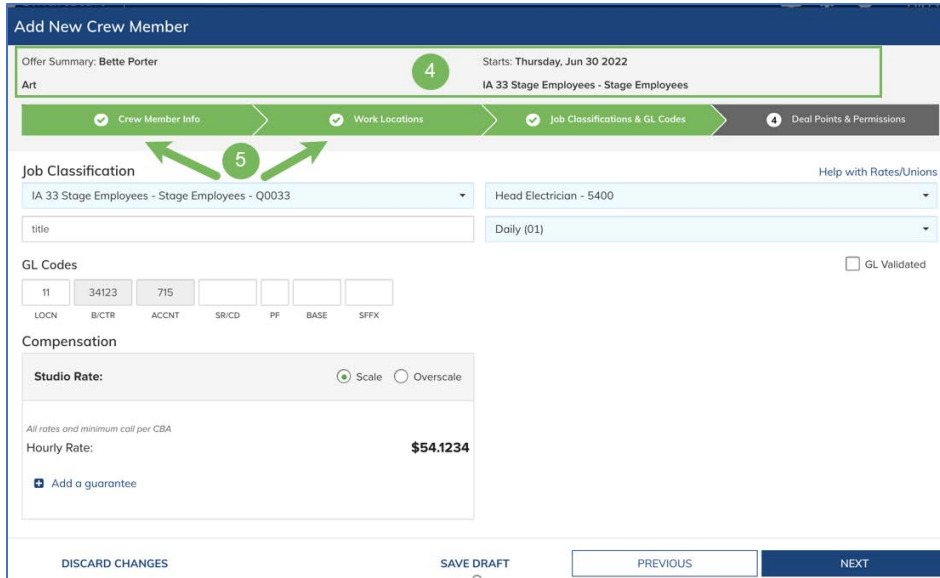 Add New Crew Member
Offer Summary: Bette Porter
Starts: Thursday, Jun 30 2022
4
Art
IA 33 Stage Employees - Stage Employees
Crew Member Info
Work Locations
Job Classifications & GL Codes
4 Deal Points & Permissions
5
Job Classification
Help with Rates/Unions
IA 33 Stage Employees - Stage Employees - Q0033
Head Electrician - 5400
title
Daily (01)
GL Codes
GL Validated
11 34123 715
LOCN B/CTR ACCNT SR/CD PF BASE SFFX
Compensation
Studio Rate:
Scale
Overscale
All rates and minimum call per CBA
Hourly Rate:
$54.1234
Add a guarantee
DISCARD CHANGES
SAVE DRAFT
PREVIOUS
NEXT